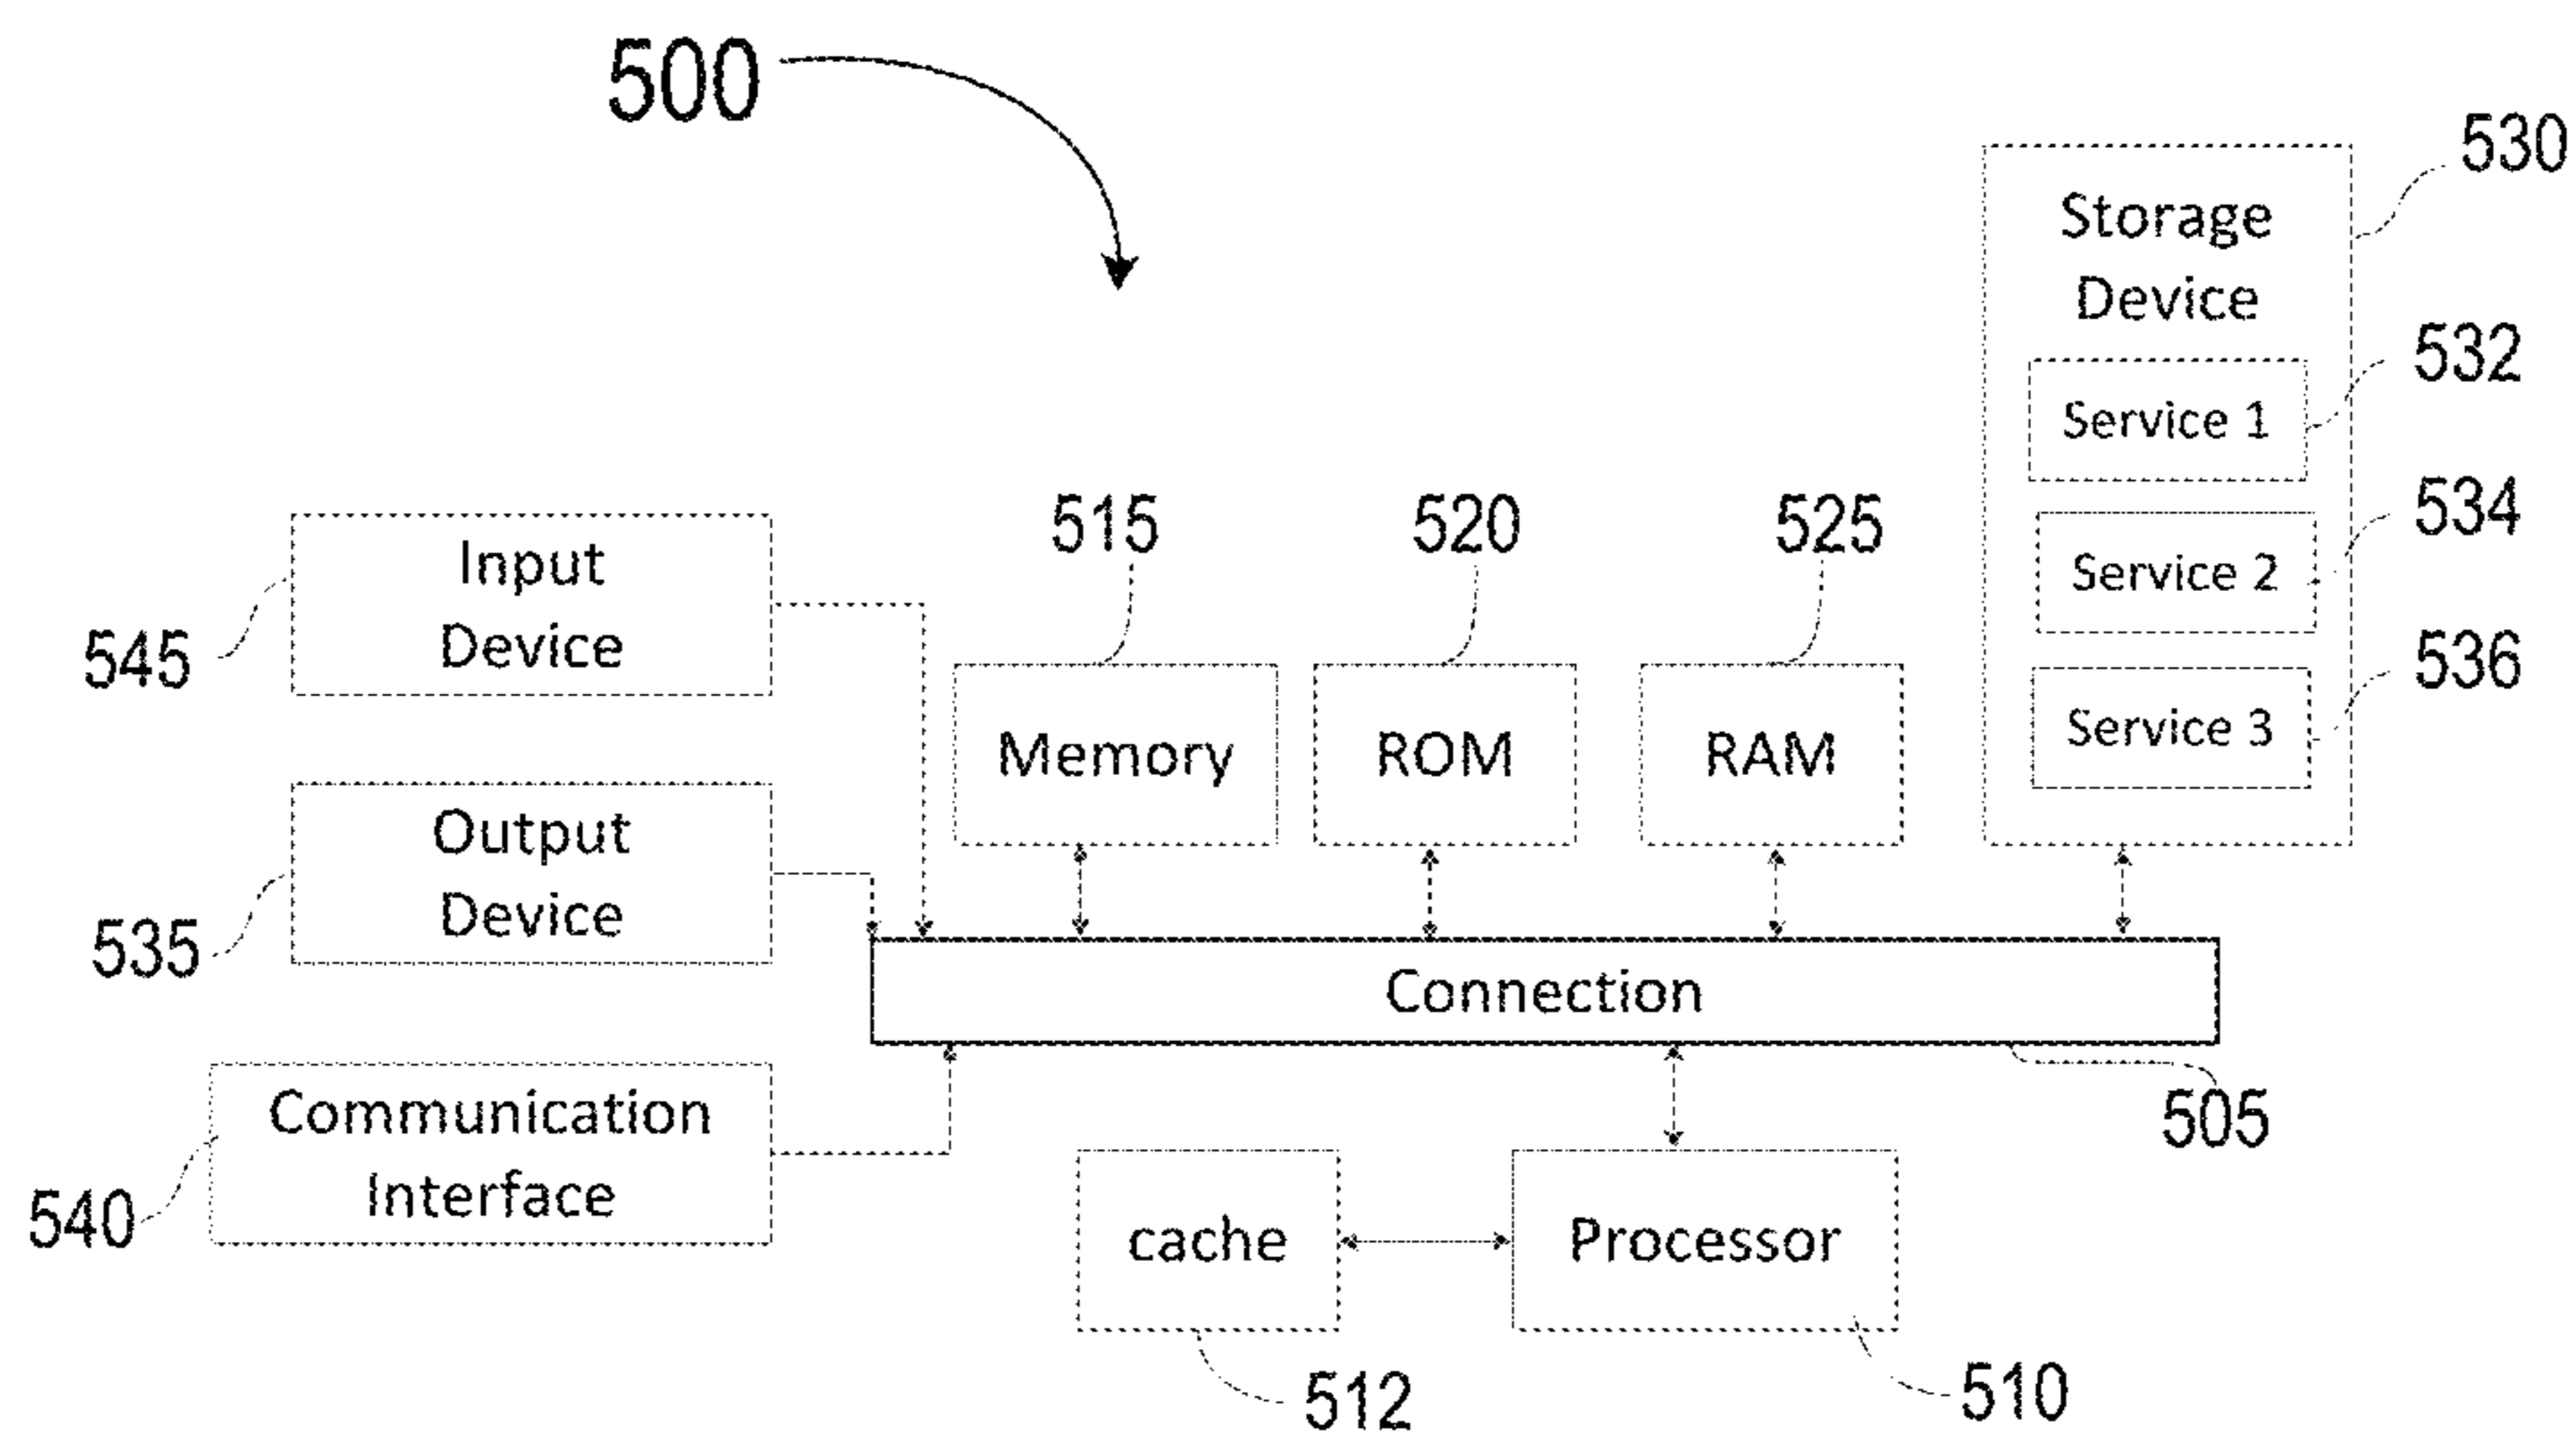 500
530
Storage
Device
532
Service 1
534
Service 2
536
Service 3
515
520
525
Input
Device
545
Memory
ROM
RAM
Output
Device
535
Connection
505
Communication
Interface
540
cache
Processor
512
510